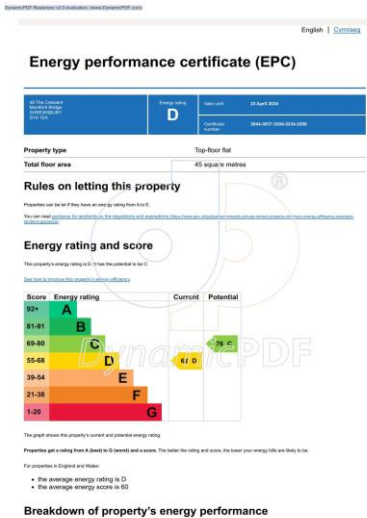 DynamicPDF Rasterizer v2.0 evaluation. (www.DynamicPDF.com)
English | Cymraeg
Energy performance certificate (EPC)
Montford Bridge
SHREWSBURY
Energy rating
D
Valid until
Certificate
number
Property type Top-floor flat
Total floor area 45 square metres
Rules on letting this property
Properties can be let if they have an energy rating from A to E.
Energy rating and score
This property's energy rating is D. It has the potential to be C.
See how to improve this property's energy efficiency.
Score Energy rating Current Potential
92+ A
81-91 B
69-80 C
55-68 D
39-54 E
21-38 F
1-20 G
DynamicPDF
The graph shows this property's current and potential energy rating.
Properties get a rating from A (best) to G (worst) and a score. The better the rating and score, the lower your energy bills are likely to be.
For properties in England and Wales:
• the average energy rating is D
• the average energy score is 60
Breakdown of property's energy performance